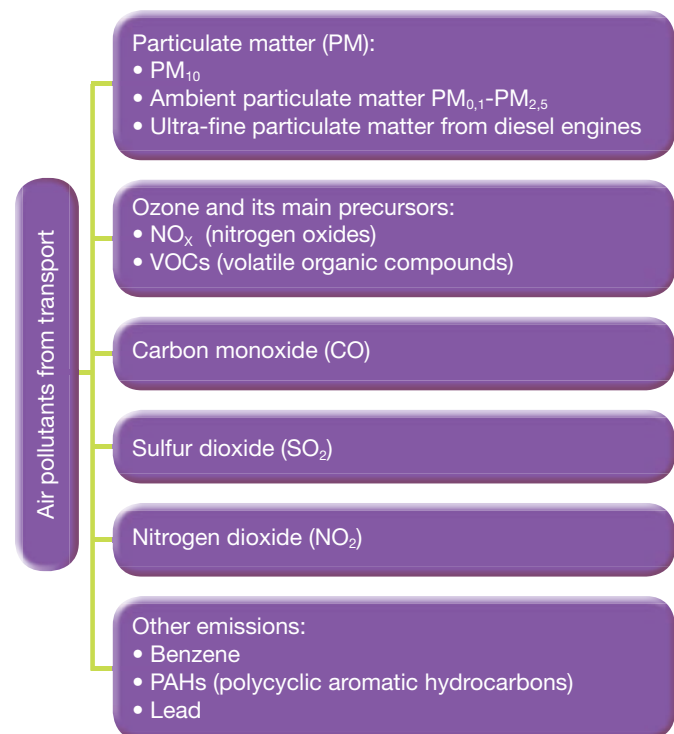 Air pollutants from transport
Particulate matter (PM):
• PM₁₀
• Ambient particulate matter PM₀,₁-PM₂,₅
• Ultra-fine particulate matter from diesel engines
Ozone and its main precursors:
• NOₓ (nitrogen oxides)
• VOCs (volatile organic compounds)
Carbon monoxide (CO)
Sulfur dioxide (SO₂)
Nitrogen dioxide (NO₂)
Other emissions:
• Benzene
• PAHs (polycyclic aromatic hydrocarbons)
• Lead